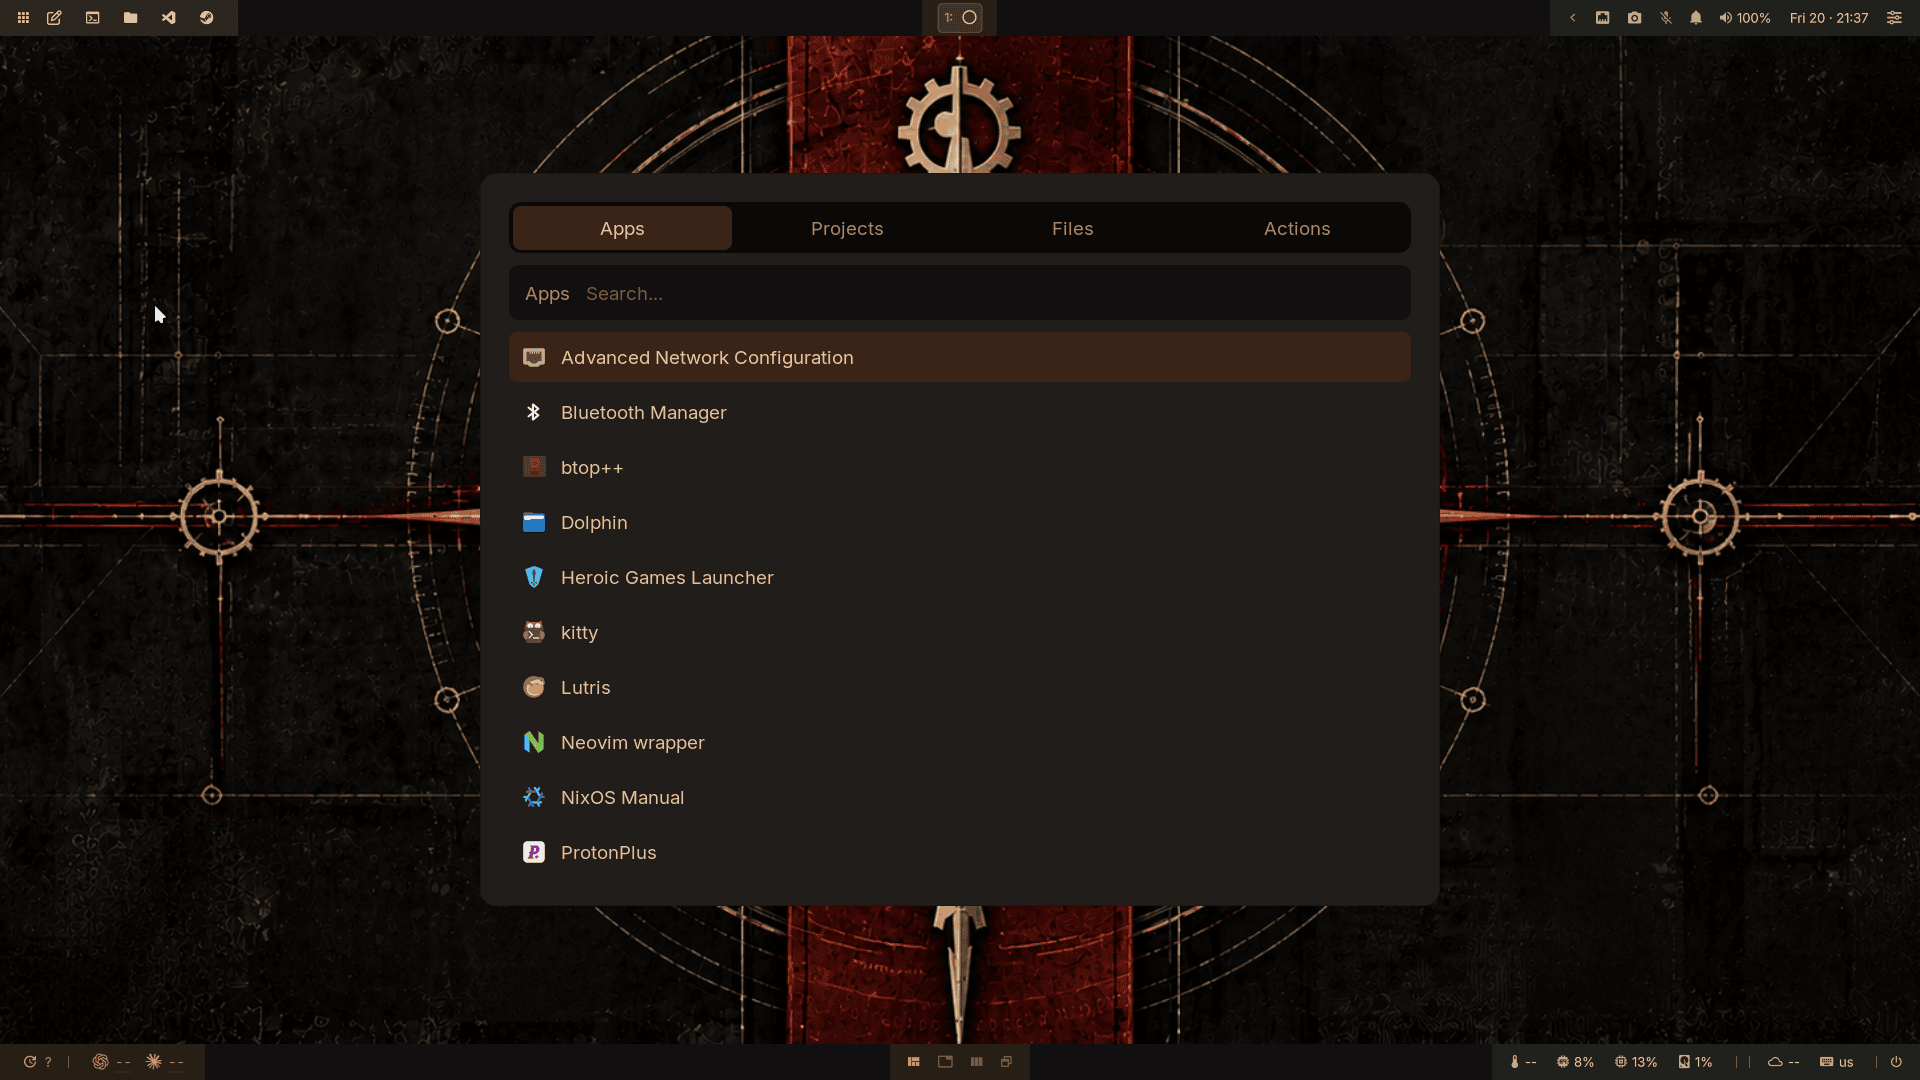 1:
100%
Fri 20 · 21:37
Apps
Projects
Files
Actions
Apps Search...
Advanced Network Configuration
Bluetooth Manager
btop++
Dolphin
Heroic Games Launcher
kitty
Lutris
Neovim wrapper
NixOS Manual
ProtonPlus
? | -- --
-- 8% 13% 1% | | -- us |